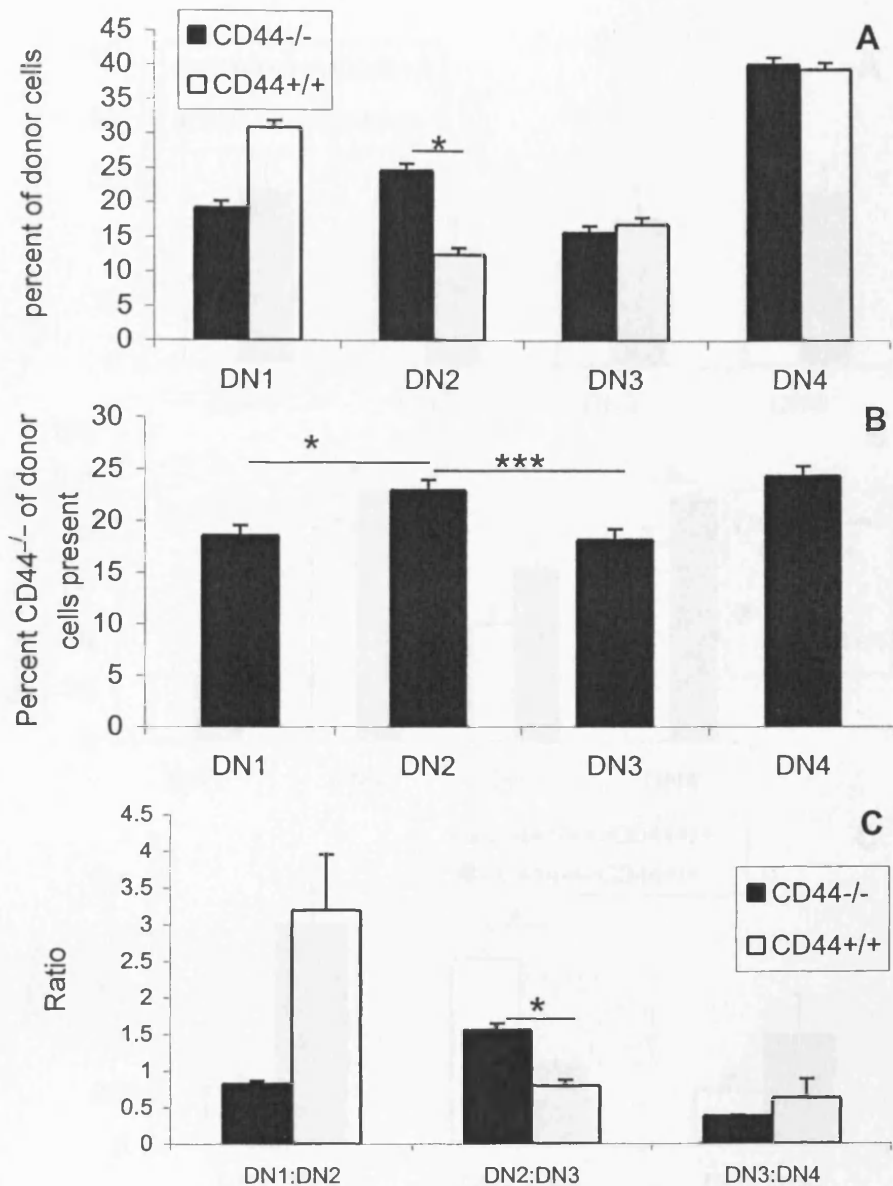 A
CD44-/-
CD44+/+
percent of donor cells
45
40
35
30
25
20
15
10
5
0
*
DN1 DN2 DN3 DN4
B
Percent CD44-/- of donor
cells present
30
25
20
15
10
5
0
* ***
DN1 DN2 DN3 DN4
C
CD44-/-
CD44+/+
Ratio
4.5
4
3.5
3
2.5
2
1.5
1
0.5
0
*
DN1:DN2 DN2:DN3 DN3:DN4